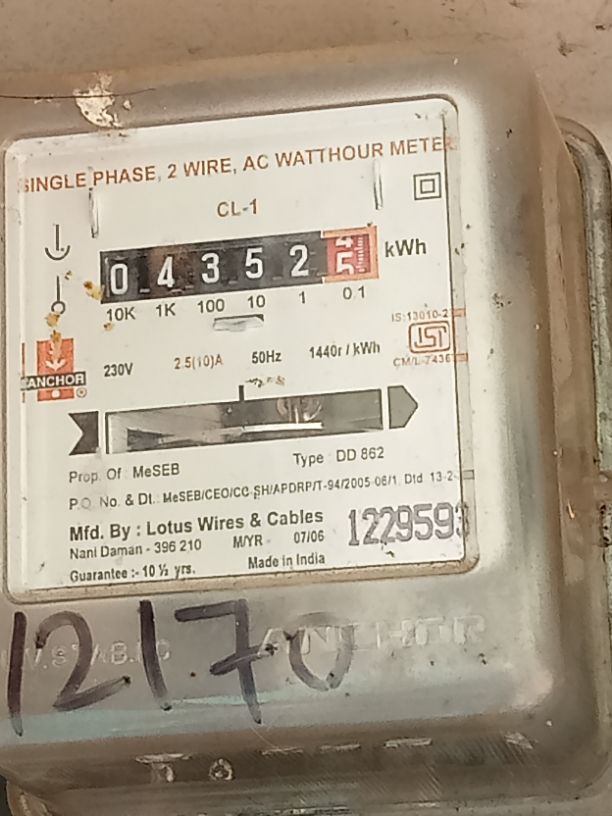 SINGLE PHASE, 2 WIRE, AC WATTHOUR METER
CL-1
0 4 3 5 2 5 kWh
10K 1K 100 10 1 0.1
IS:13010-2
ISI
CM/L-7436
ANCHOR ®
230V 2.5(10)A 50Hz 1440r / kWh
Prop. Of : MeSEB Type : DD 862
P.O. No. & Dt.: MeSEB/CEO/CC-SH/APDRP/T-94/2005-06/1 Dtd. 13-2-
Mfd. By : Lotus Wires & Cables
Nani Daman - 396 210 M/YR - 07/06
Guarantee :- 10 ½ yrs. Made in India
1229593
ANCHOR
12170